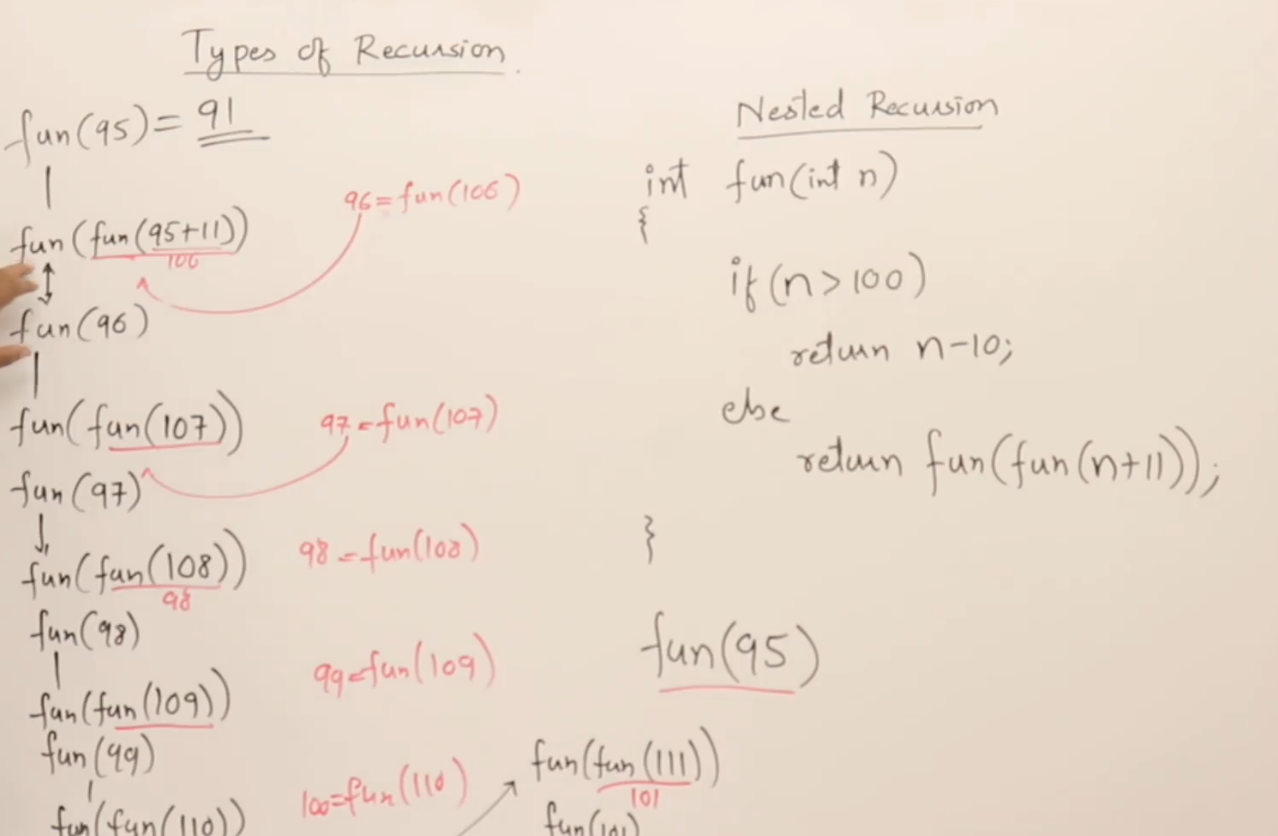 Types of Recursion
fun(95) = 91
fun(fun(95+11))
106
96 = fun(106)
fun(96)
fun(fun(107))
97 = fun(107)
fun(97)
fun(fun(108))
98
98 = fun(108)
fun(98)
fun(fun(109))
99 = fun(109)
fun(99)
fun(fun(110))
100 = fun(110)
Nested Recursion
int fun(int n)
{
if (n > 100)
return n-10;
else
return fun(fun(n+11));
}
fun(95)
fun(fun(111))
101
fun(101)